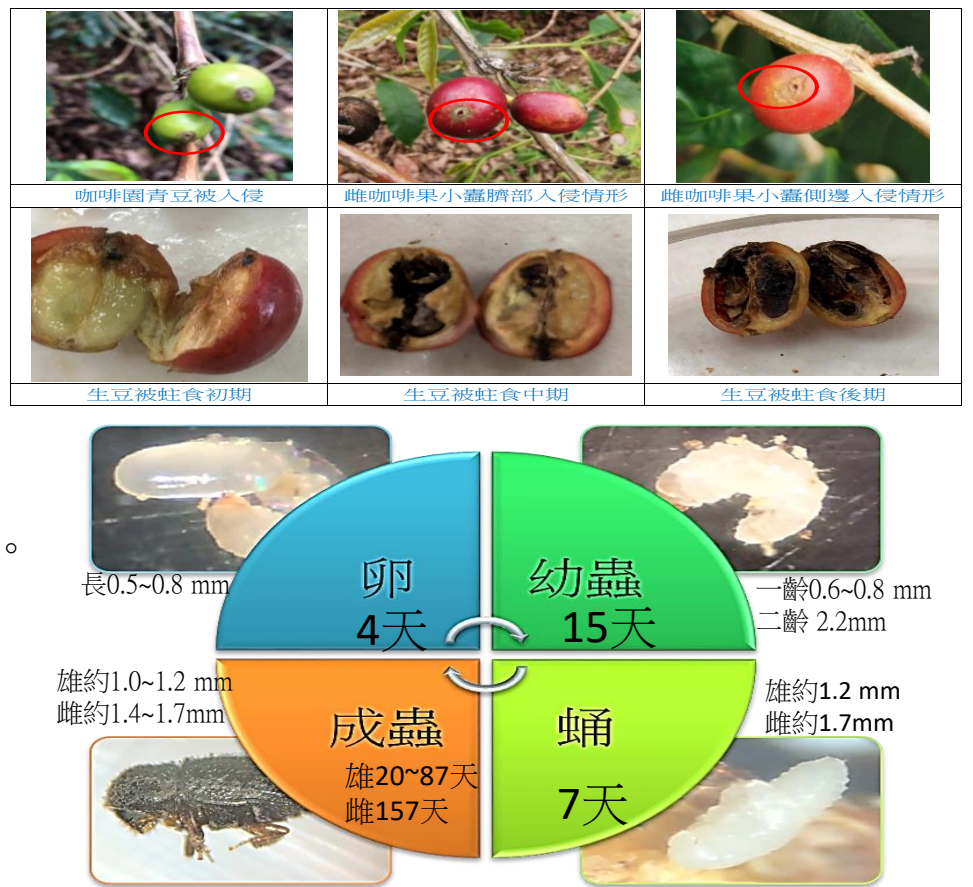 咖啡園青豆被入侵
雌咖啡果小蠹臍部入侵情形
雌咖啡果小蠹側邊入侵情形
生豆被蛀食初期
生豆被蛀食中期
生豆被蛀食後期
。
長0.5~0.8 mm
卵
4天
幼蟲
15天
一齡0.6~0.8 mm
二齡 2.2mm
雄約1.0~1.2 mm
雌約1.4~1.7mm
成蟲
雄20~87天
雌157天
蛹
7天
雄約1.2 mm
雌約1.7mm